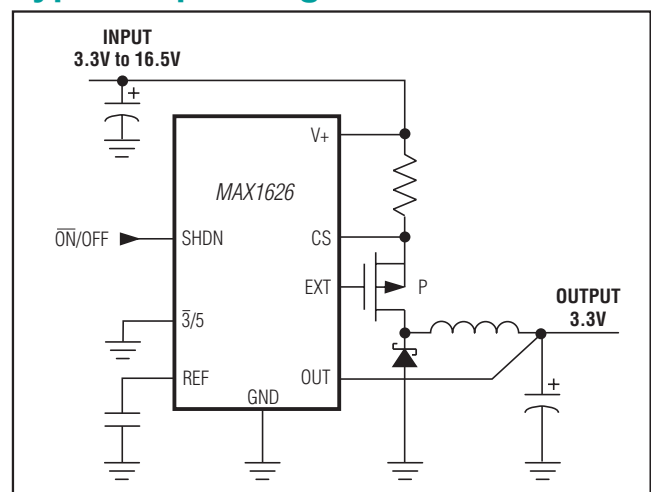 INPUT
3.3V to 16.5V
+
V+
MAX1626
O̅N̅/OFF
SHDN
CS
EXT
P
OUTPUT
3.3V
3̅/5
REF
OUT
GND
+